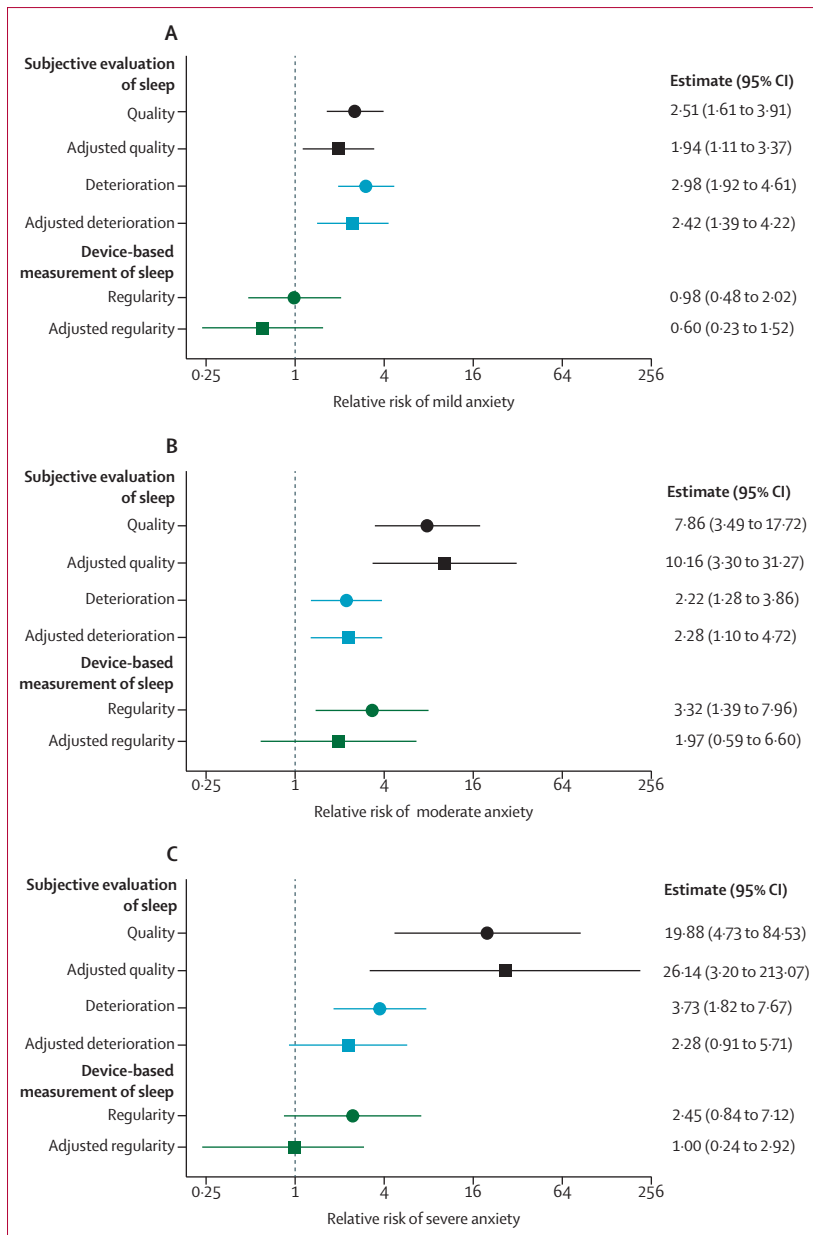 A
Subjective evaluation
of sleep
Estimate (95% CI)
Quality
2·51 (1·61 to 3·91)
Adjusted quality
1·94 (1·11 to 3·37)
Deterioration
2·98 (1·92 to 4·61)
Adjusted deterioration
2·42 (1·39 to 4·22)
Device-based
measurement of sleep
Regularity
0·98 (0·48 to 2·02)
Adjusted regularity
0·60 (0·23 to 1·52)
0·25 1 4 16 64 256
Relative risk of mild anxiety
B
Subjective evaluation
of sleep
Estimate (95% CI)
Quality
7·86 (3·49 to 17·72)
Adjusted quality
10·16 (3·30 to 31·27)
Deterioration
2·22 (1·28 to 3·86)
Adjusted deterioration
2·28 (1·10 to 4·72)
Device-based
measurement of sleep
Regularity
3·32 (1·39 to 7·96)
Adjusted regularity
1·97 (0·59 to 6·60)
0·25 1 4 16 64 256
Relative risk of moderate anxiety
C
Subjective evaluation
of sleep
Estimate (95% CI)
Quality
19·88 (4·73 to 84·53)
Adjusted quality
26·14 (3·20 to 213·07)
Deterioration
3·73 (1·82 to 7·67)
Adjusted deterioration
2·28 (0·91 to 5·71)
Device-based
measurement of sleep
Regularity
2·45 (0·84 to 7·12)
Adjusted regularity
1·00 (0·24 to 2·92)
0·25 1 4 16 64 256
Relative risk of severe anxiety